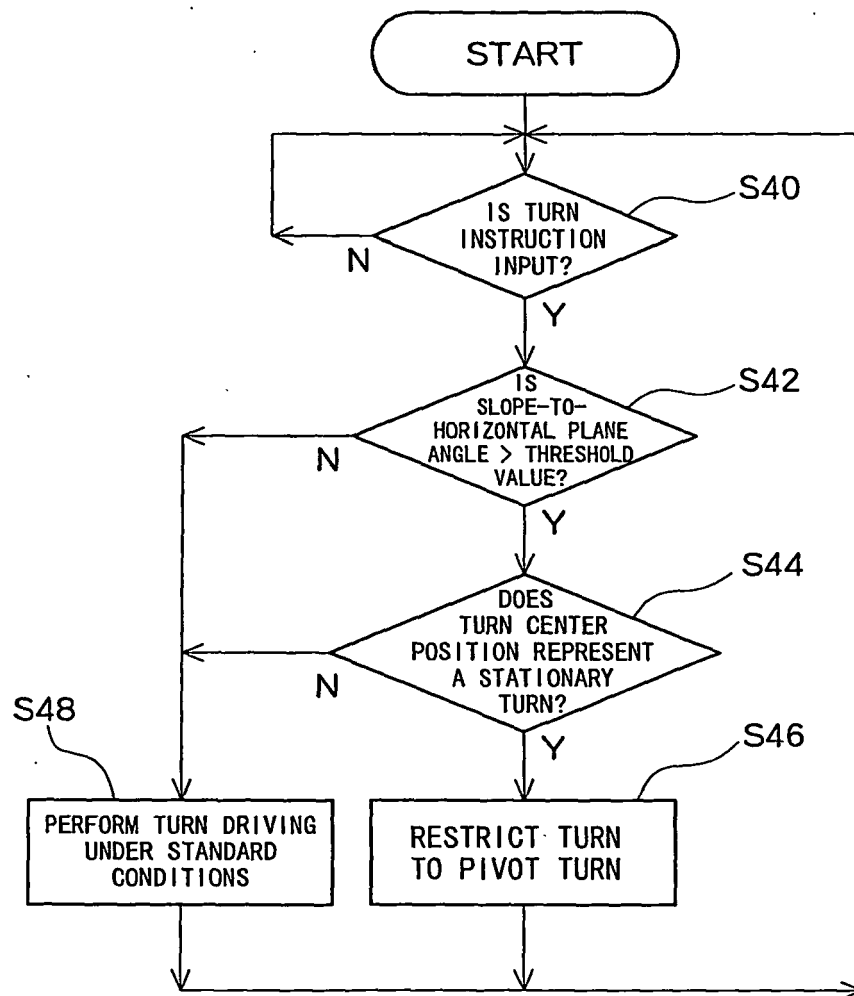 START
S40
IS TURN
INSTRUCTION
INPUT?
N
Y
S42
IS
SLOPE-TO-
HORIZONTAL PLANE
ANGLE > THRESHOLD
VALUE?
N
Y
S44
DOES
TURN CENTER
POSITION REPRESENT
A STATIONARY
TURN?
N
Y
S48
S46
PERFORM TURN DRIVING
UNDER STANDARD
CONDITIONS
RESTRICT TURN
TO PIVOT TURN